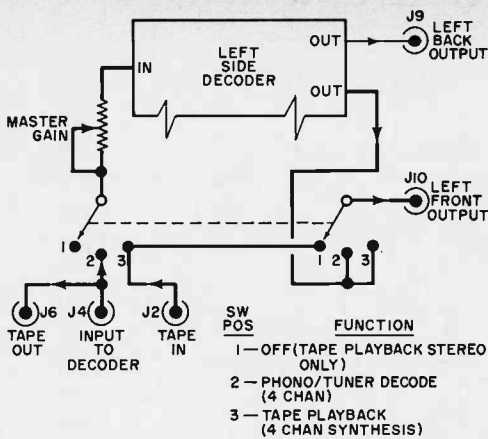 J9
LEFT
BACK
OUTPUT
OUT
LEFT
SIDE
DECODER
IN
OUT
MASTER
GAIN
J10
LEFT
FRONT
OUTPUT
1
2
3
1
2
3
J6
J4
J2
TAPE
OUT
INPUT
TO
DECODER
TAPE
IN
SW
POS
FUNCTION
1—OFF (TAPE PLAYBACK STEREO
ONLY)
2—PHONO/TUNER DECODE
(4 CHAN)
3—TAPE PLAYBACK
(4 CHAN SYNTHESIS)